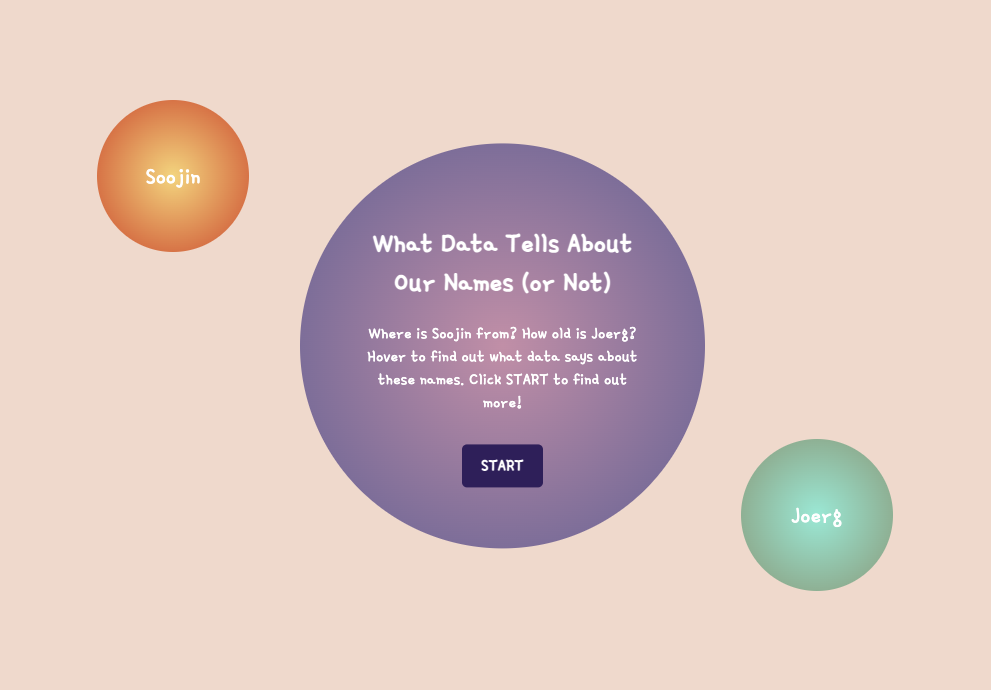 Soojin
What Data Tells About
Our Names (or Not)
Where is Soojin from? How old is Joerg?
Hover to find out what data says about
these names. Click START to find out
more!
START
Joerg